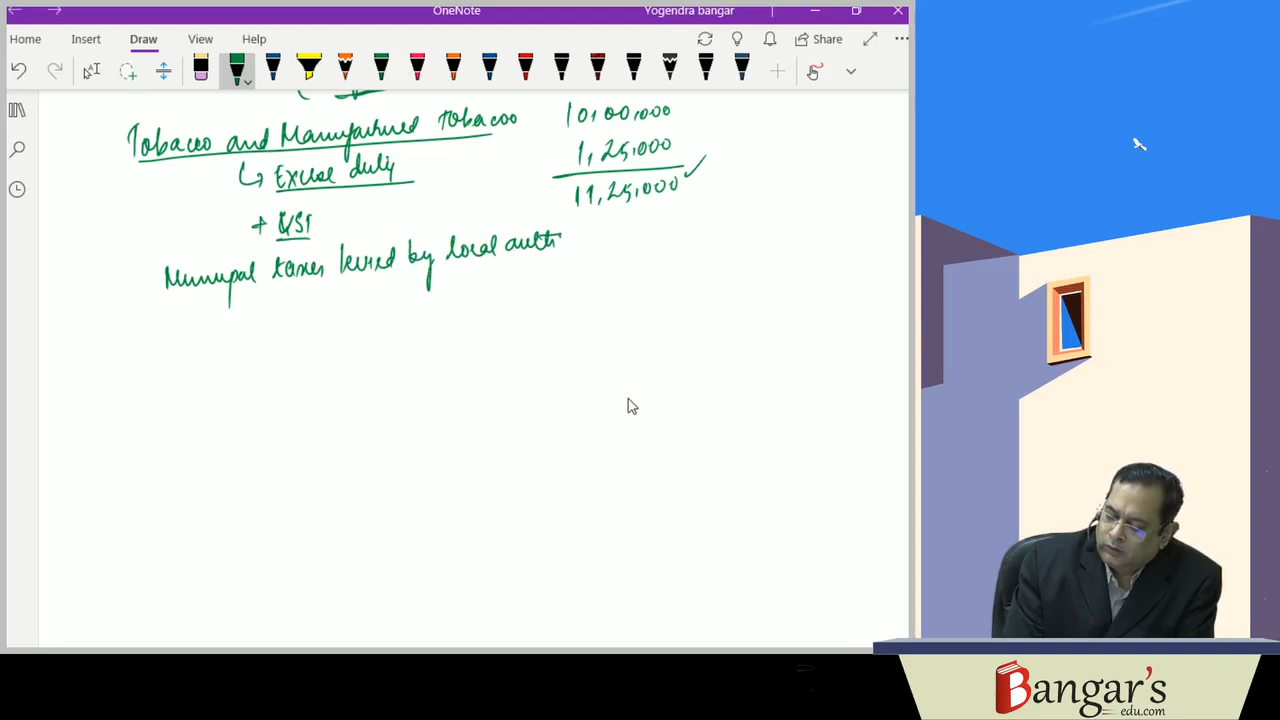 OneNote
Yogendra bangar
Home Insert Draw View Help Share
Tobacco and Manufactured Tobacoo
↳ Excise duty
+ GST
Municipal taxes levied by local auth
10,00,000
1,25,000
11,25,000 ✓
Bangar's
edu.com